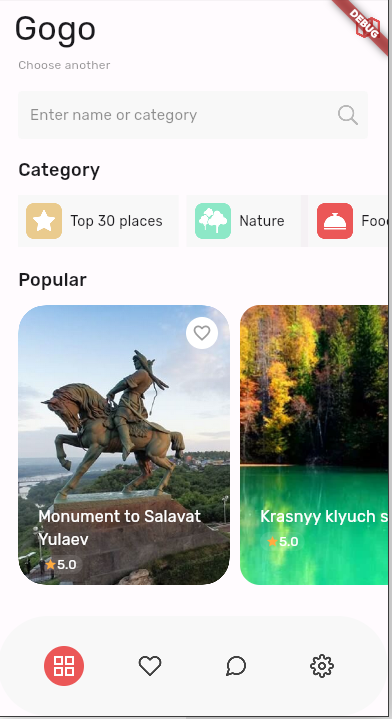 Gogo
DEBUG
Choose another
Enter name or category
Category
Top 30 places
Nature
Foo
Popular
Monument to Salavat
Yulaev
5.0
Krasnyy klyuch s
5.0